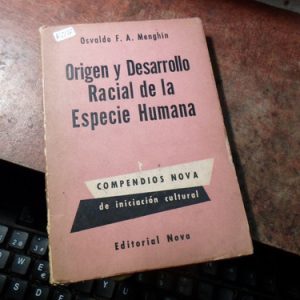 Osvaldo F. A. Menghin
Origen y Desarrollo
Racial de la
Especie Humana
COMPENDIOS NOVA
de iniciación cultural
Editorial Nova